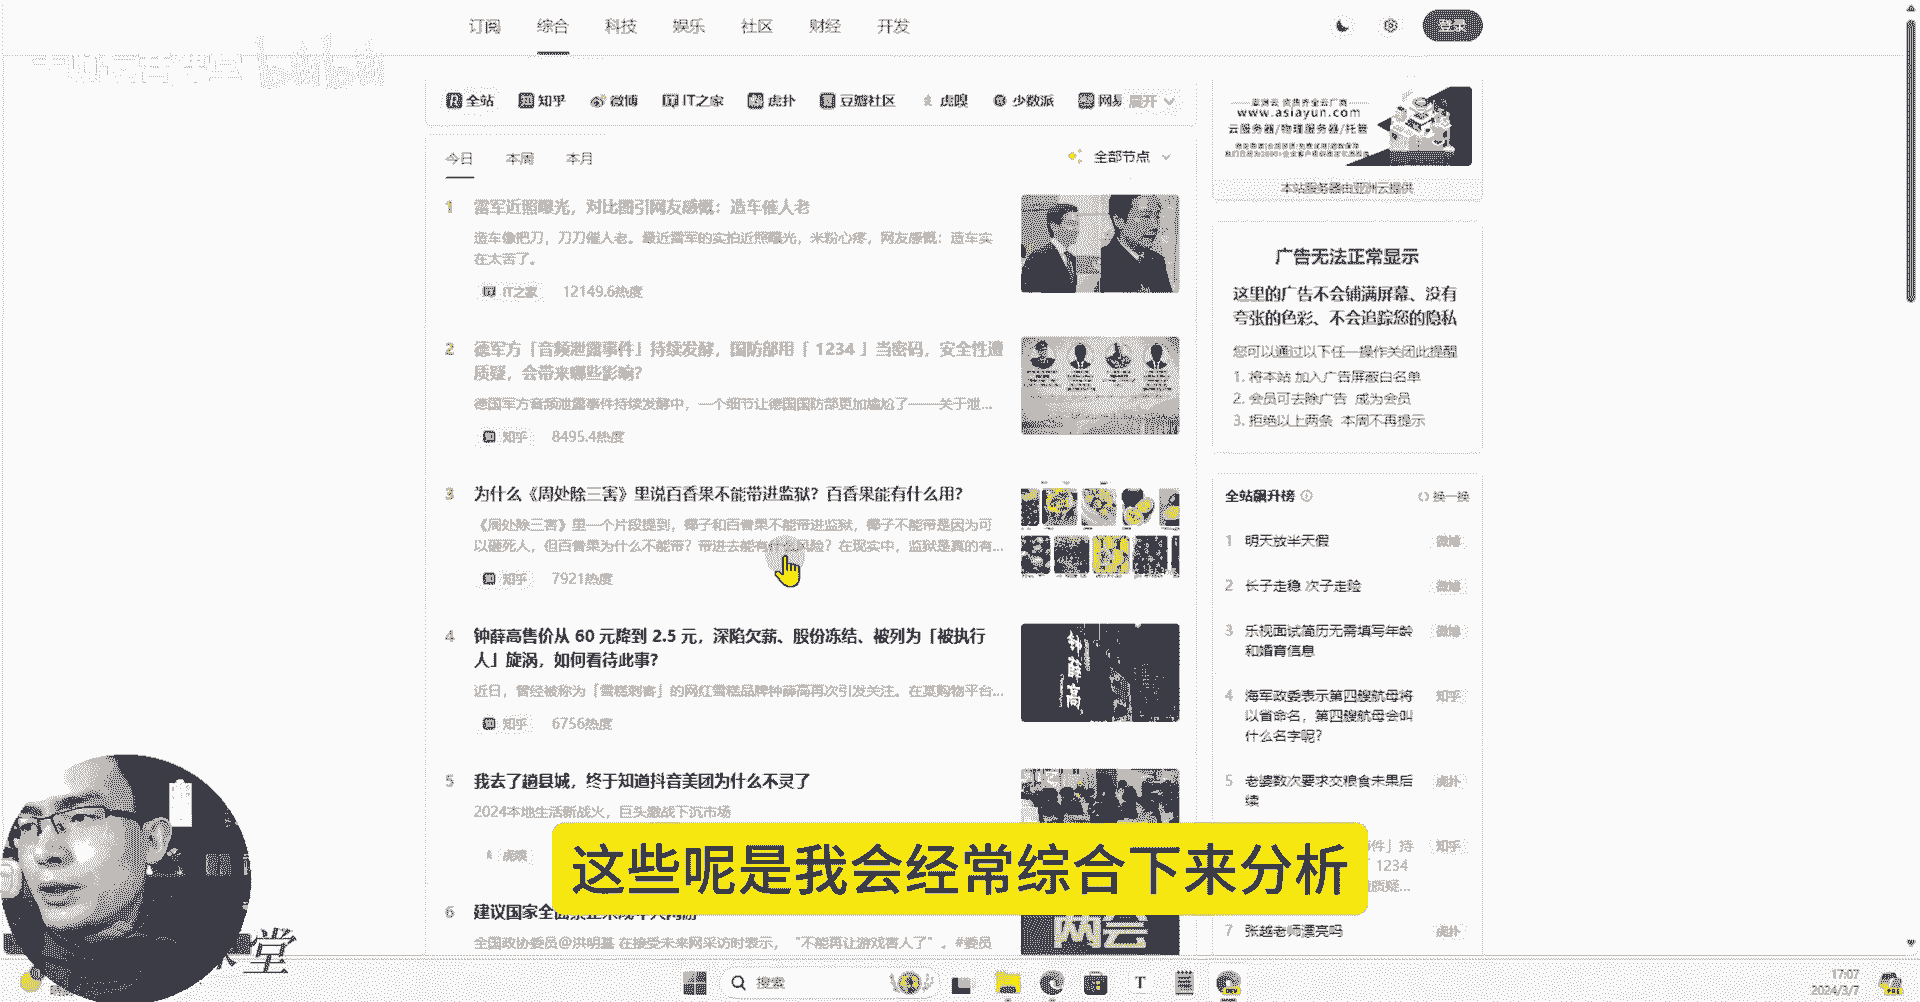 订阅 综合 科技 娱乐 社区 财经 开发
登录
bilibili
全站 知乎 微博 IT之家 虎扑 豆瓣社区 虎嗅 少数派 网易 展开
今日 本周 本月 全部节点
1 雷军近照曝光，对比图引网友感慨：造车催人老
造车像把刀，刀刀催人老。最近雷军的实拍近照曝光，米粉心疼，网友感慨：造车实
在太苦了。
IT之家 12149.6热度
2 德军方「音频泄露事件」持续发酵，国防部用「 1234 」当密码，安全性遭
质疑，会带来哪些影响？
德国军方音频泄露事件持续发酵中，一个细节让德国国防部更加尴尬了——关于泄...
知乎 8495.4热度
3 为什么《周处除三害》里说百香果不能带进监狱？百香果能有什么用？
《周处除三害》里一个片段提到，椰子和百香果不能带进监狱，椰子不能带是因为可
以砸死人，但百香果为什么不能带？带进去能有什么风险？在现实中，监狱是真的有...
知乎 7921热度
4 钟薛高售价从 60 元降到 2.5 元，深陷欠薪、股份冻结、被列为「被执行
人」旋涡，如何看待此事？
近日，曾经被称为「雪糕刺客」的网红雪糕品牌钟薛高再次引发关注。在某购物平台...
知乎 6756热度
钟薛高
5 我去了趟县城，终于知道抖音美团为什么不灵了
2024本地生活新战火，巨头激战下沉市场
虎嗅
6 建议国家全面禁止未成年人网游
全国政协委员@洪明基 在接受未来网采访时表示，“不能再让游戏害人了”。#委员
亚洲云 资质齐全云厂商
www.asiayun.com
云服务器/物理服务器/托管
本站服务器由亚洲云提供
广告无法正常显示
这里的广告不会铺满屏幕、没有
夸张的色彩、不会追踪您的隐私
您可以通过以下任一操作关闭此提醒
1. 将本站 加入广告屏蔽白名单
2. 会员可去除广告 成为会员
3. 拒绝以上两条 本周不再提示
全站飙升榜 换一换
1 明天放半天假 微博
2 长子走稳 次子走险 微博
3 乐视面试简历无需填写年龄 微博
和婚育信息
4 海军政委表示第四艘航母将 知乎
以省命名，第四艘航母会叫
什么名字呢？
5 老婆数次要求交粮食未果后 虎扑
续
件」持 知乎
1234
质疑...
7 张越老师漂亮吗 虎扑
这些呢是我会经常综合下来分析
堂
搜索
17:07
2024/3/7